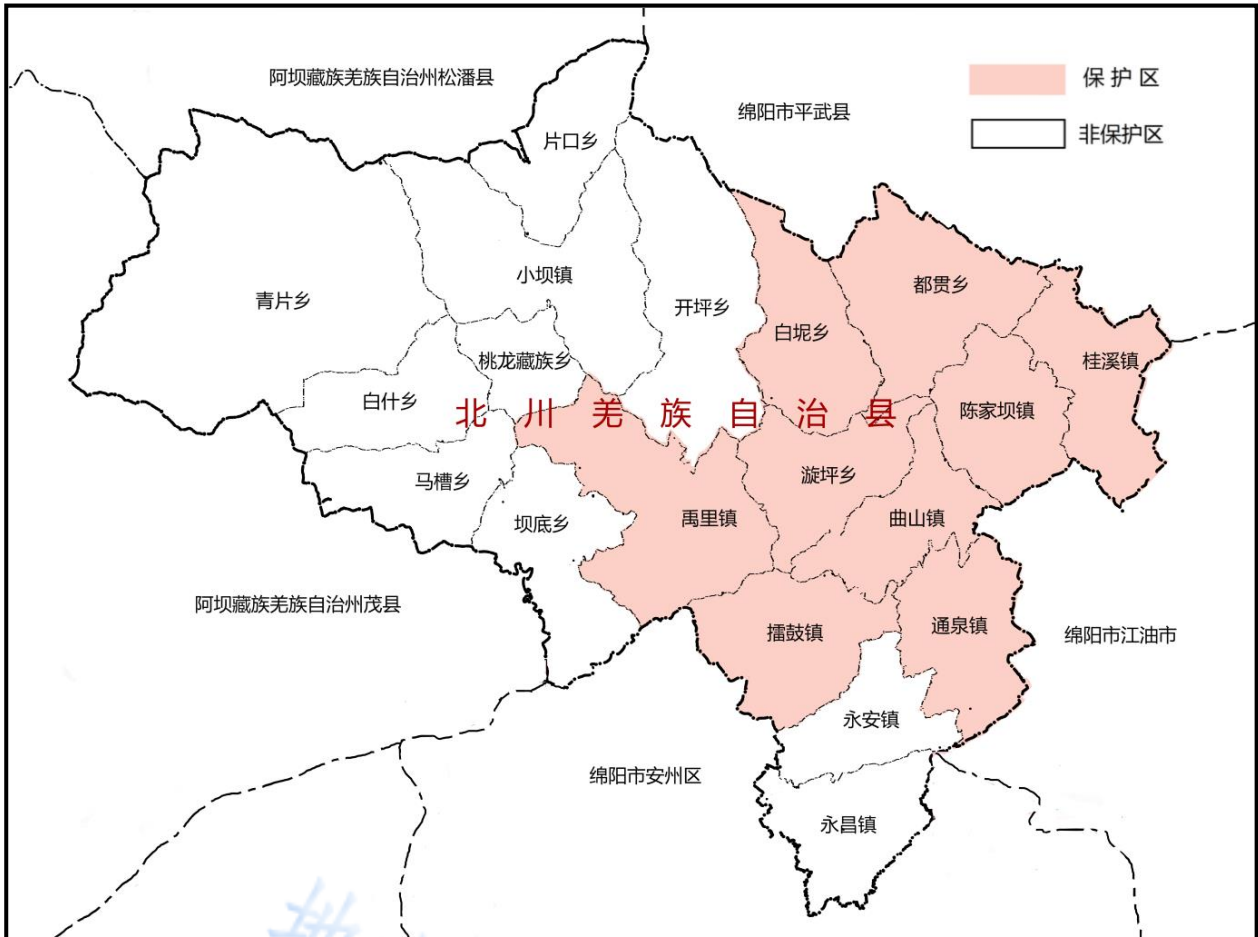 阿坝藏族羌族自治州松潘县
保护区
绵阳市平武县
非保护区
片口乡
小坝镇
都贯乡
青片乡
开坪乡
白坭乡
桂溪镇
桃龙藏族乡
白什乡
北川羌族自治县
陈家坝镇
马槽乡
漩坪乡
坝底乡
禹里镇
曲山镇
阿坝藏族羌族自治州茂县
擂鼓镇
通泉镇
绵阳市江油市
永安镇
绵阳市安州区
永昌镇